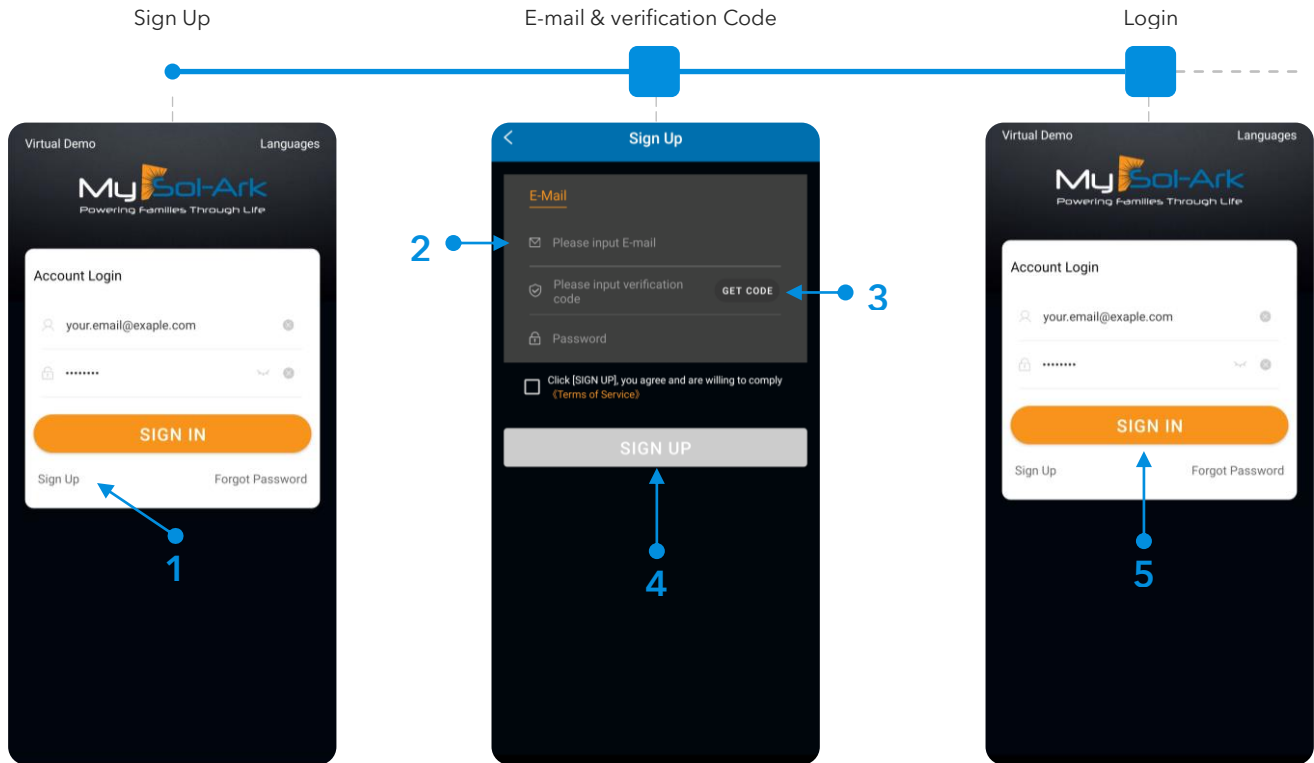 Sign Up
E-mail & verification Code
Login
Virtual Demo
Languages
My Sol-Ark
Powering Families Through Life
Account Login
your.email@exaple.com
••••••••
SIGN IN
Sign Up
Forgot Password
1
Sign Up
E-Mail
2
Please input E-mail
Please input verification
code
GET CODE
3
Password
Click [SIGN UP], you agree and are willing to comply
《Terms of Service》
SIGN UP
4
Virtual Demo
Languages
My Sol-Ark
Powering Families Through Life
Account Login
your.email@exaple.com
••••••••
SIGN IN
Sign Up
Forgot Password
5